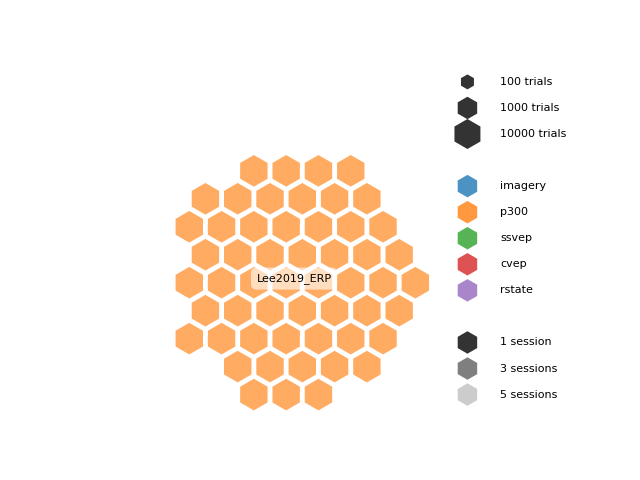 100 trials
1000 trials
10000 trials
imagery
p300
ssvep
cvep
rstate
1 session
3 sessions
5 sessions
Lee2019_ERP